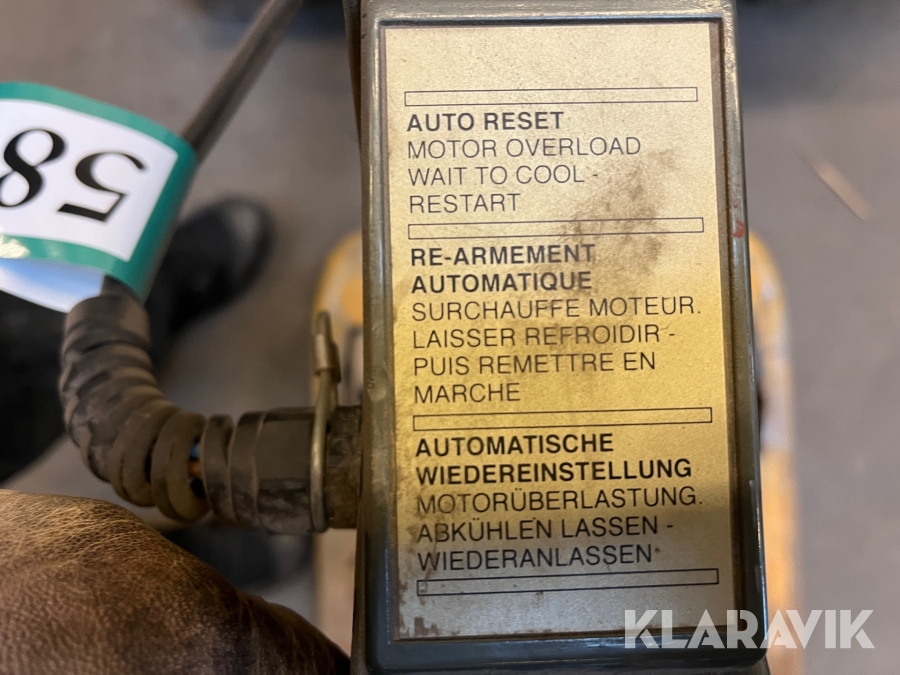 58
AUTO RESET
MOTOR OVERLOAD
WAIT TO COOL -
RESTART
RE-ARMEMENT
AUTOMATIQUE
SURCHAUFFE MOTEUR.
LAISSER REFROIDIR -
PUIS REMETTRE EN
MARCHE
AUTOMATISCHE
WIEDEREINSTELLUNG
MOTORÜBERLASTUNG.
ABKÜHLEN LASSEN -
WIEDERANLASSEN
KLARAVIK